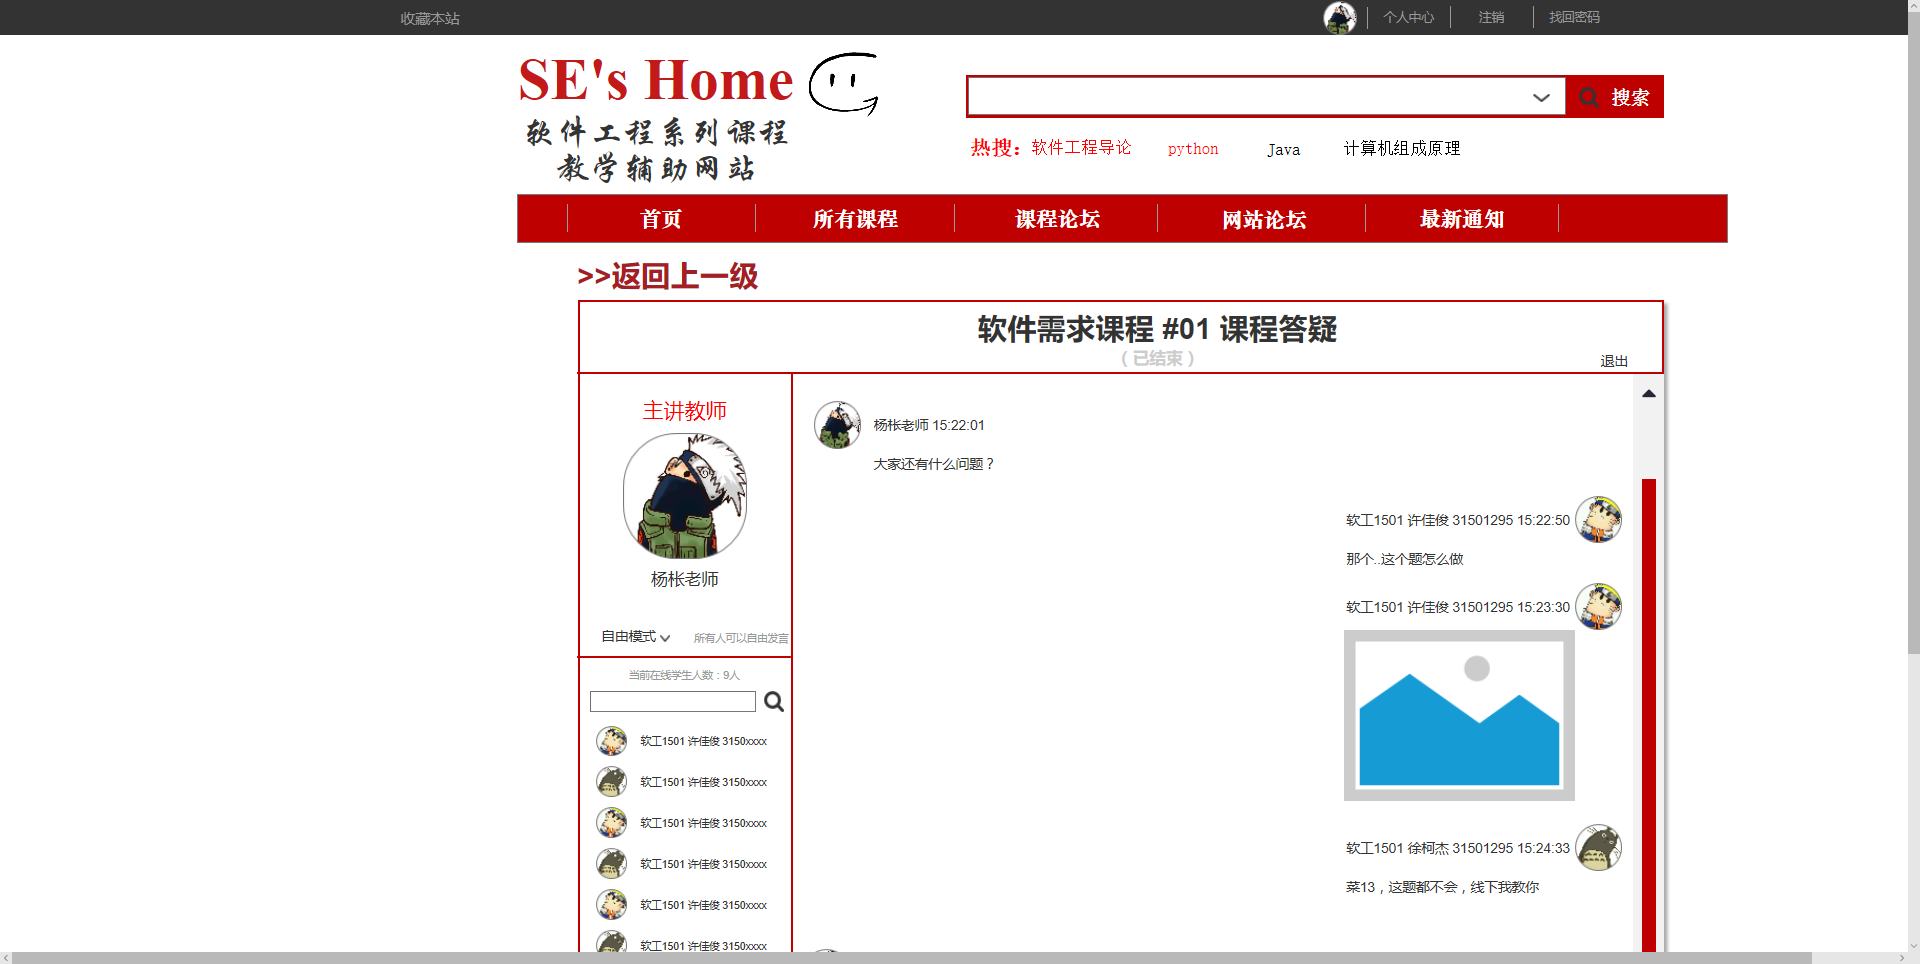 收藏本站
个人中心
注销
找回密码
SE's Home
软件工程系列课程
教学辅助网站
搜索
热搜：
软件工程导论
python
Java
计算机组成原理
首页
所有课程
课程论坛
网站论坛
最新通知
>>返回上一级
软件需求课程 #01 课程答疑
（已结束）
退出
主讲教师
杨枨老师
自由模式
所有人可以自由发言
当前在线学生人数：9人
软工1501 许佳俊 3150xxxx
软工1501 许佳俊 3150xxxx
软工1501 许佳俊 3150xxxx
软工1501 许佳俊 3150xxxx
软工1501 许佳俊 3150xxxx
软工1501 许佳俊 3150xxxx
杨枨老师 15:22:01
大家还有什么问题？
软工1501 许佳俊 31501295 15:22:50
那个..这个题怎么做
软工1501 许佳俊 31501295 15:23:30
软工1501 徐柯杰 31501295 15:24:33
菜13，这题都不会，线下我教你